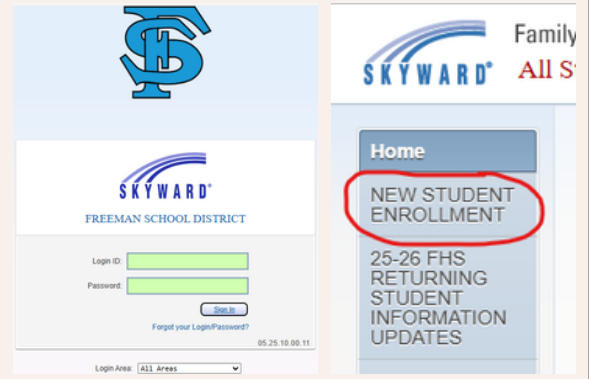 SKYWARD®
FREEMAN SCHOOL DISTRICT
Login ID:
Password:
Sign In
Forgot your Login/Password?
05.25.10.00.11
Login Area: All Areas
Family
SKYWARD®
All
Home
NEW STUDENT
ENROLLMENT
25-26 FHS
RETURNING
STUDENT
INFORMATION
UPDATES